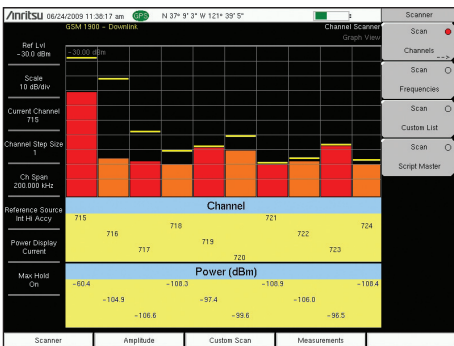 Anritsu 06/24/2009 11:38:17 am GPS N 37° 9' 3" W 121° 39' 5"
Scanner
GSM 1900 - Downlink
Channel Scanner
Graph View
Ref Lvl
-30.0 dBm
-30.00 dBm
Scale
10 dB/div
Current Channel
715
Channel Step Size
1
Ch Span
200.000 kHz
Reference Source
Int Hi Accy
Power Display
Current
Max Hold
On
Channel
715 716 717 718 719 720 721 722 723 724
Power (dBm)
-60.4 -104.9 -106.6 -108.3 -97.4 -99.6 -108.9 -106.0 -96.5 -108.4
Scan
Channels
-->
Scan
Frequencies
Scan
Custom List
Scan
Script Master
Scanner Amplitude Custom Scan Measurements